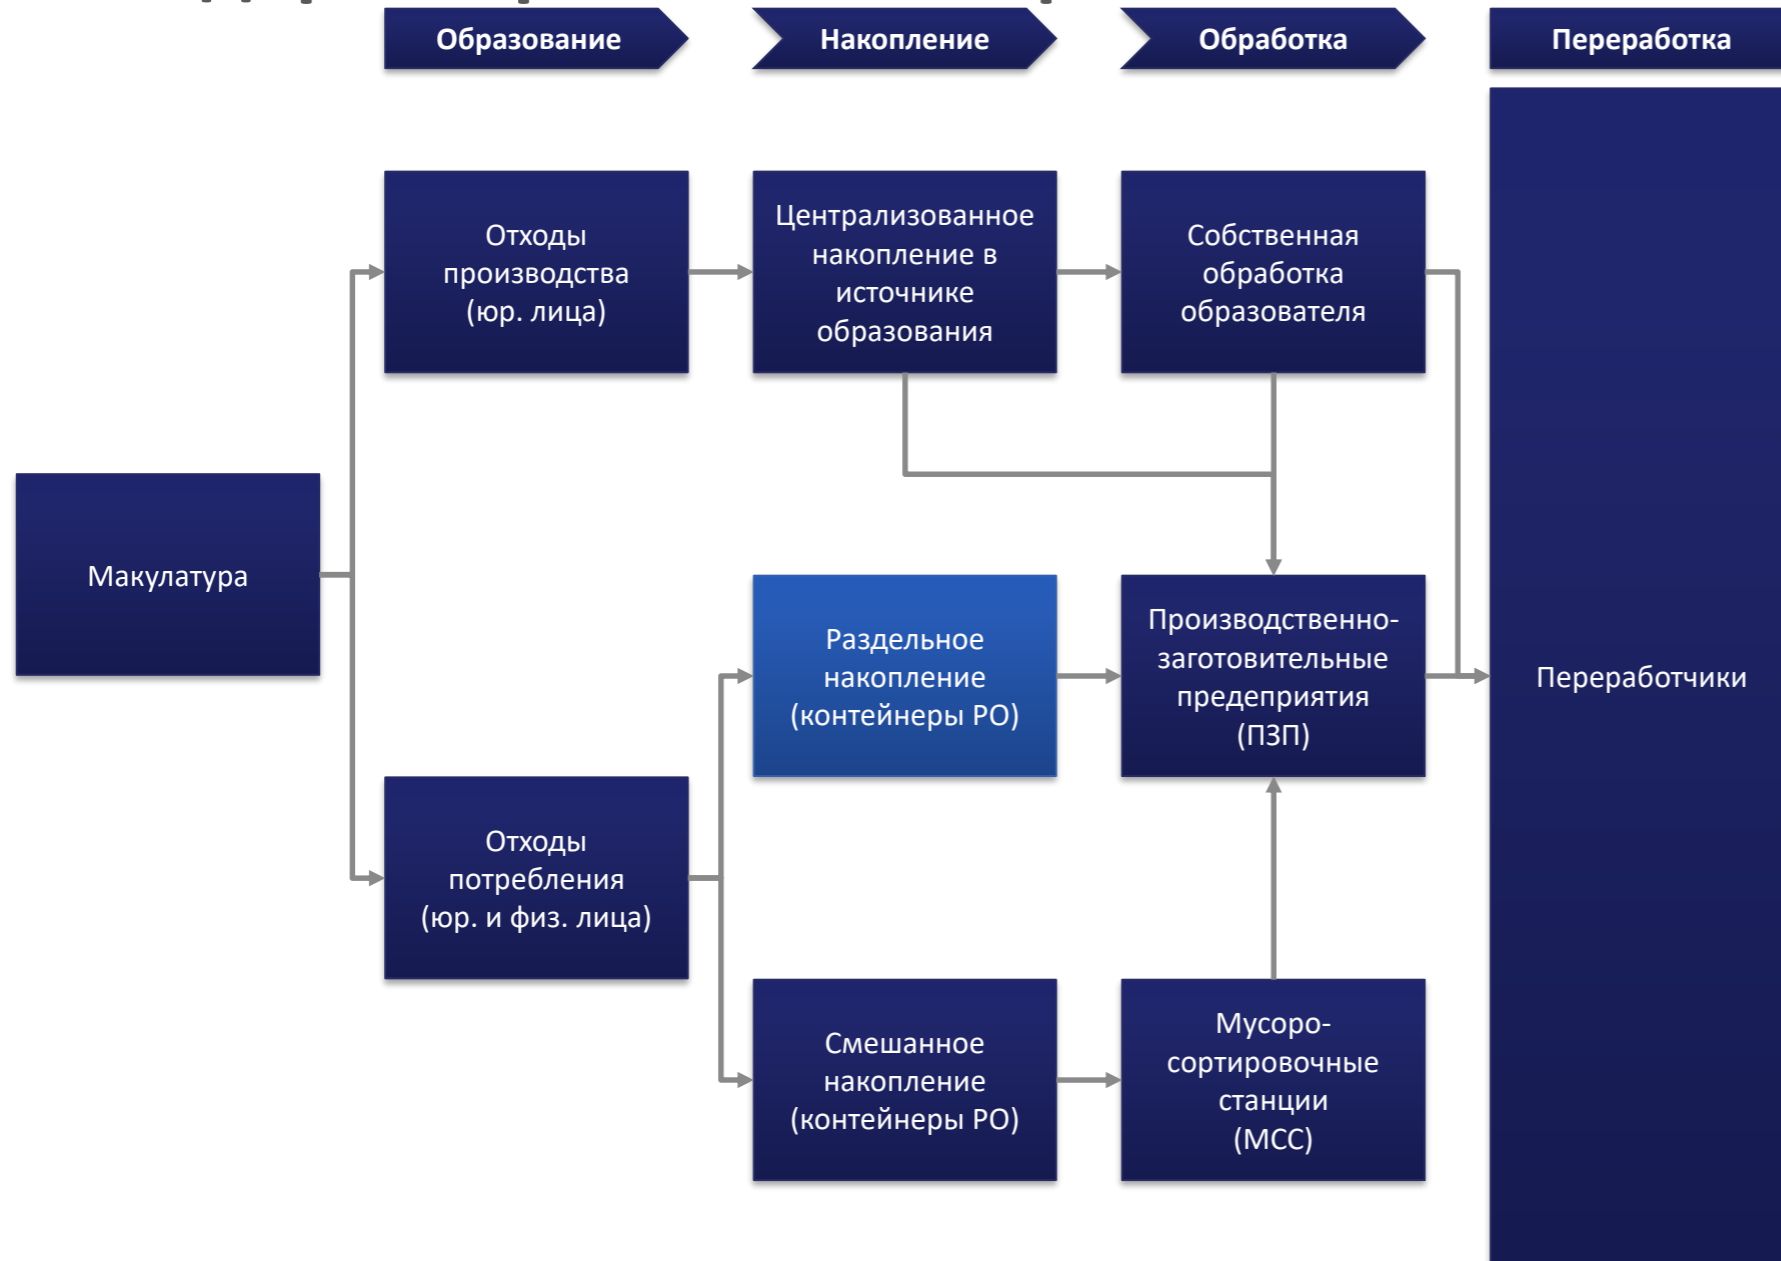 Образование
Накопление
Обработка
Переработка
Отходы
производства
(юр. лица)
Централизованное
накопление в
источнике
образования
Собственная
обработка
образователя
Макулатура
Раздельное
накопление
(контейнеры РО)
Производственно-
заготовительные
предеприятия
(ПЗП)
Переработчики
Отходы
потребления
(юр. и физ. лица)
Смешанное
накопление
(контейнеры РО)
Мусоро-
сортировочные
станции
(МСС)